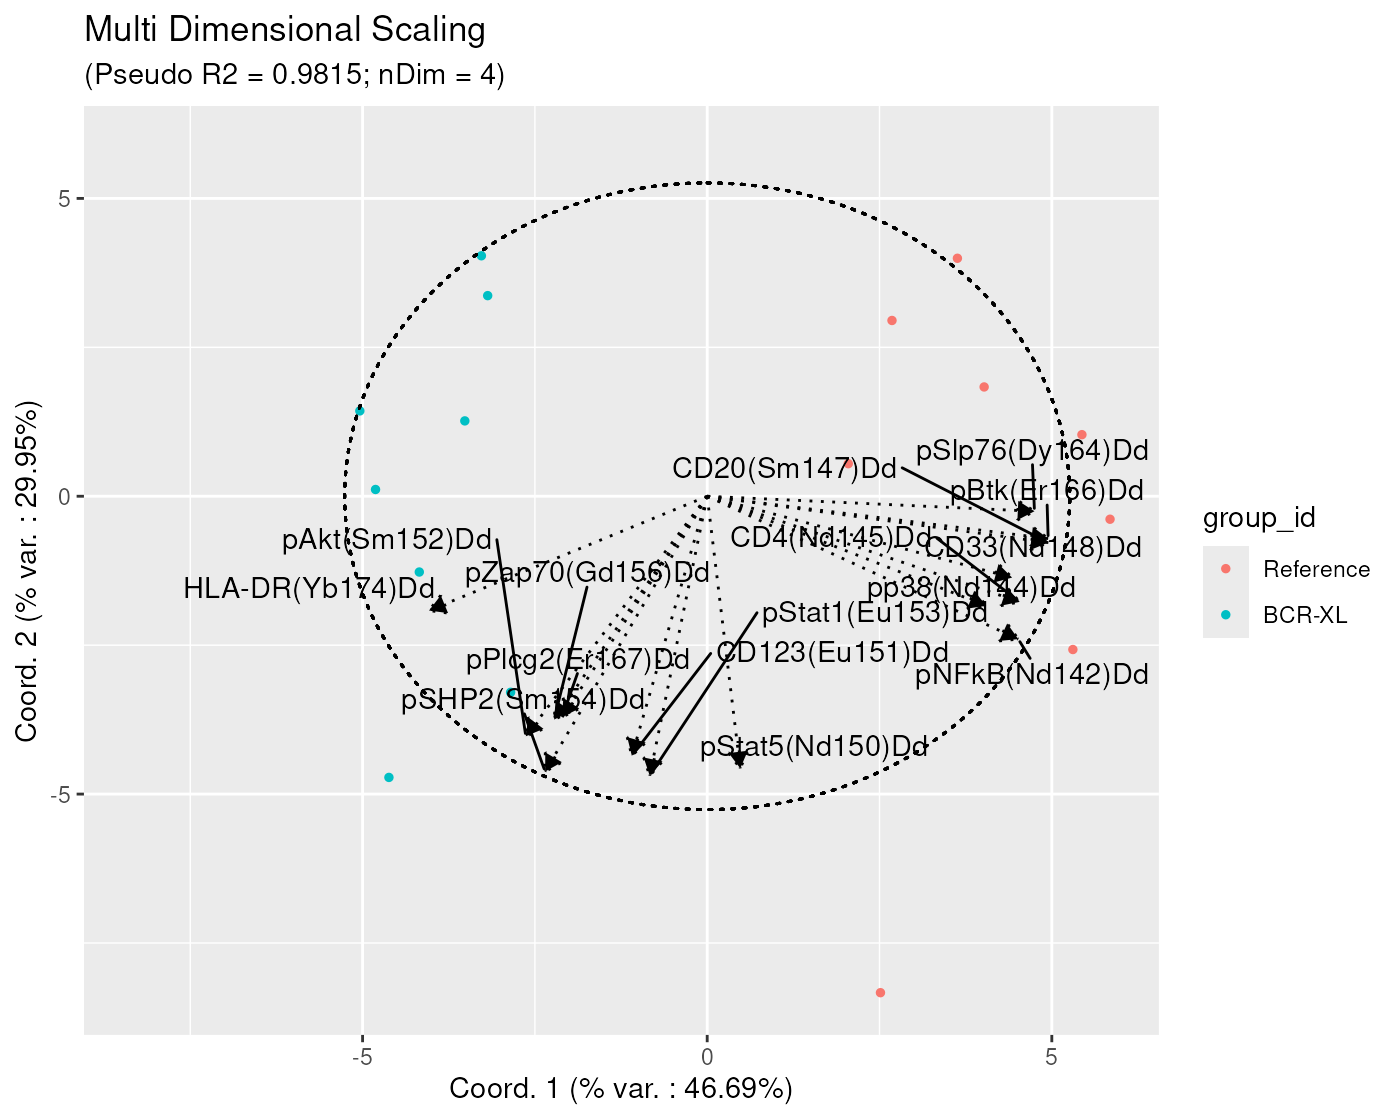 Multi Dimensional Scaling
(Pseudo R2 = 0.9815; nDim = 4)
Coord. 2 (% var. : 29.95%)
5
0
-5
pSlp76(Dy164)Dd
CD20(Sm147)Dd
pBtk(Er166)Dd
CD4(Nd145)Dd
CD33(Nd148)Dd
pAkt(Sm152)Dd
pZap70(Gd156)Dd
HLA-DR(Yb174)Dd
pp38(Nd144)Dd
pStat1(Eu153)Dd
CD123(Eu151)Dd
pPlcg2(Er167)Dd
pNFkB(Nd142)Dd
pSHP2(Sm154)Dd
pStat5(Nd150)Dd
-5
0
5
Coord. 1 (% var. : 46.69%)
group_id
Reference
BCR-XL